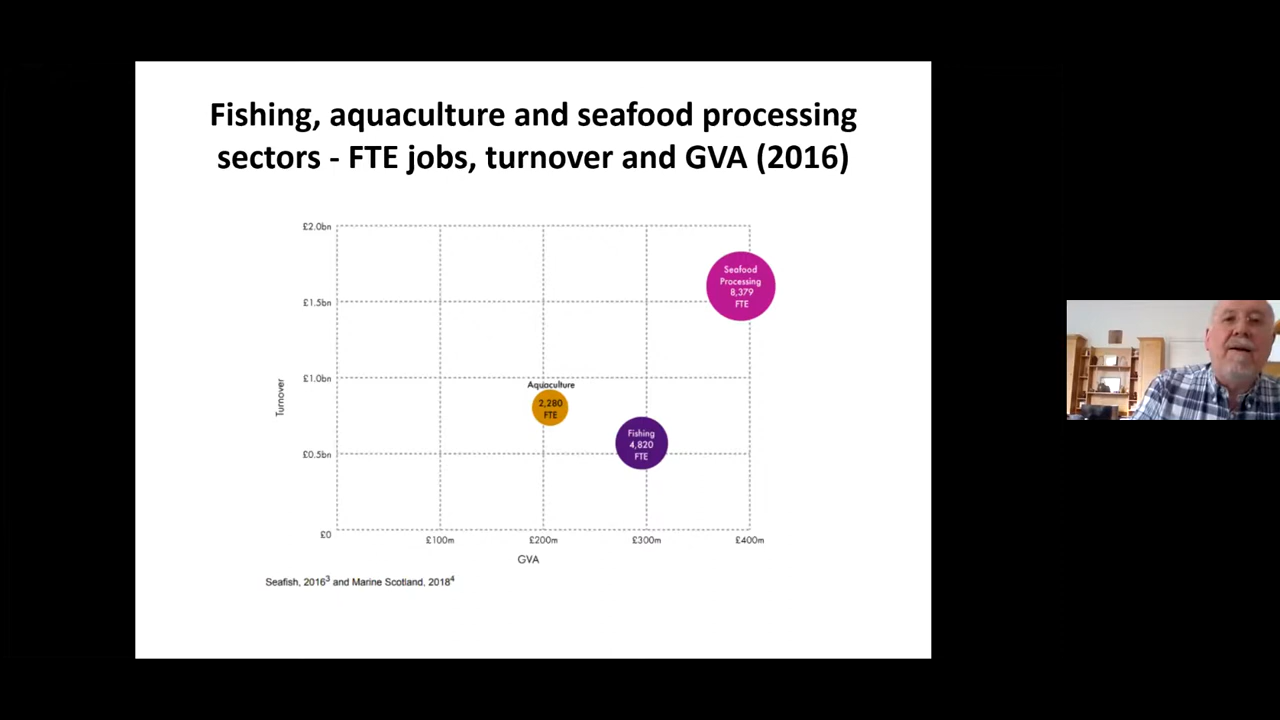 Fishing, aquaculture and seafood processing
sectors - FTE jobs, turnover and GVA (2016)
£2.0bn
Seafood
Processing
8,379
FTE
£1.5bn
£1.0bn
Aquaculture
2,280
FTE
Turnover
Fishing
4,820
FTE
£0.5bn
£0
£100m
£200m
£300m
£400m
GVA
Seafish, 2016³ and Marine Scotland, 2018⁴